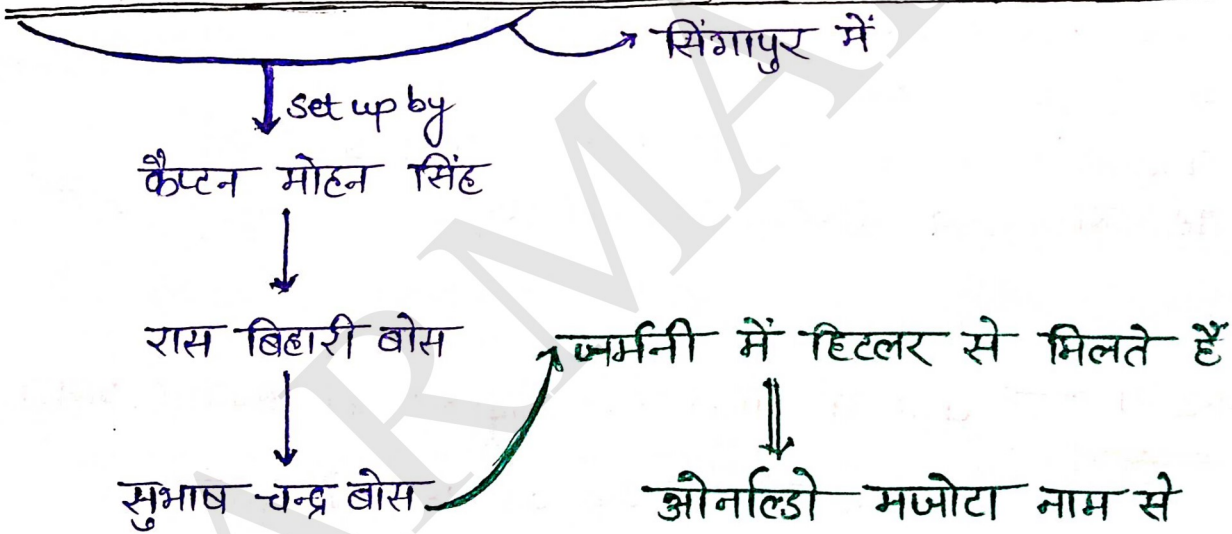 सिंगापुर में
set up by
कैप्टन मोहन सिंह
रास बिहारी बोस
जर्मनी में हिटलर से मिलते हैं
सुभाष चन्द्र बोस
ओर्नाल्डो मजोटा नाम से